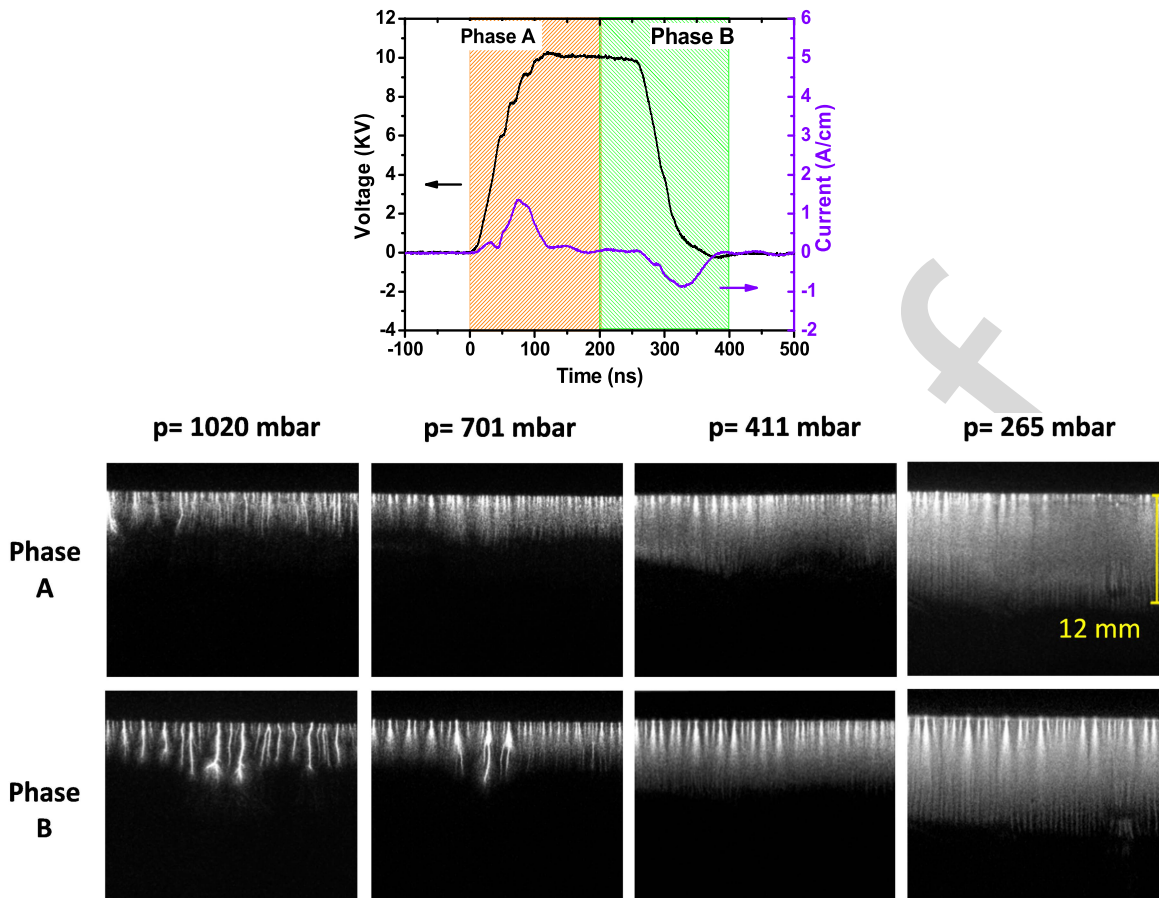 Phase A
Phase B
Voltage (KV)
Current (A/cm)
12
10
8
6
4
2
0
-2
-4
6
5
4
3
2
1
0
-1
-2
-100 0 100 200 300 400 500
Time (ns)
f
p= 1020 mbar p= 701 mbar p= 411 mbar p= 265 mbar
Phase
A
12 mm
Phase
B